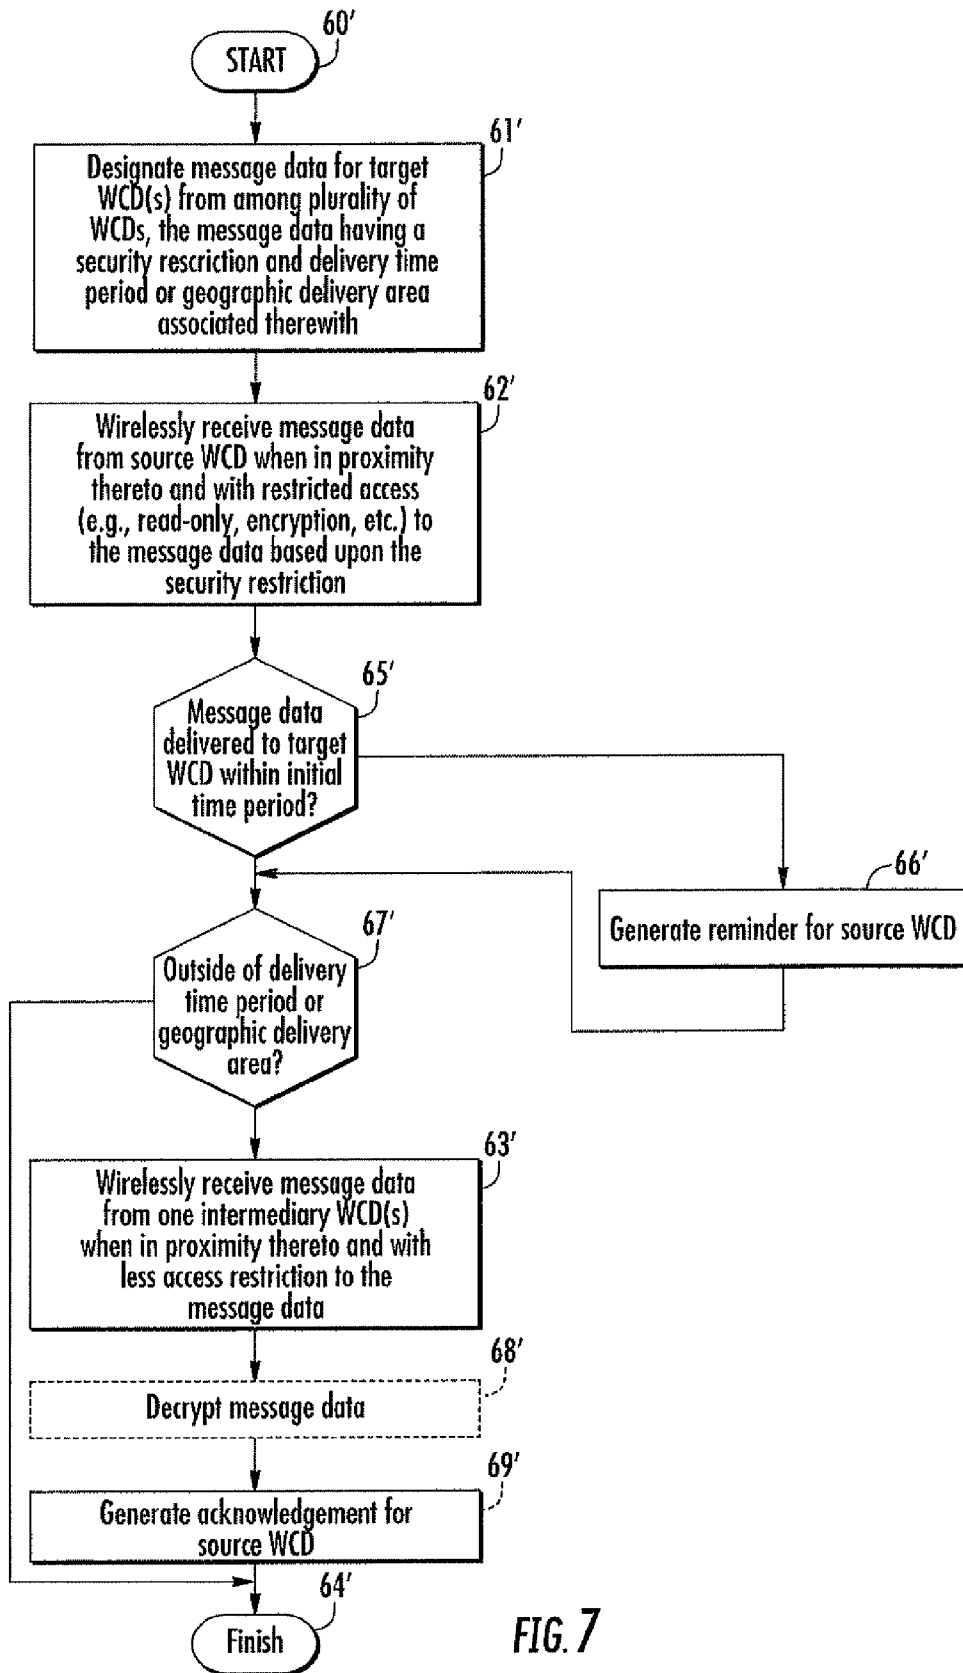 60'
START
61'
Designate message data for target
WCD(s) from among plurality of
WCDs, the message data having a
security rescriction and delivery time
period or geographic delivery area
associated therewith
62'
Wirelessly receive message data
from source WCD when in proximity
thereto and with restricted access
(e.g., read-only, encryption, etc.) to
the message data based upon the
security restriction
65'
Message data
delivered to target
WCD within initial
time period?
66'
Generate reminder for source WCD
67'
Outside of delivery
time period or
geographic delivery
area?
63'
Wirelessly receive message data
from one intermediary WCD(s)
when in proximity thereto and with
less access restriction to the
message data
68'
Decrypt message data
69'
Generate acknowledgement for
source WCD
64'
Finish
FIG. 7